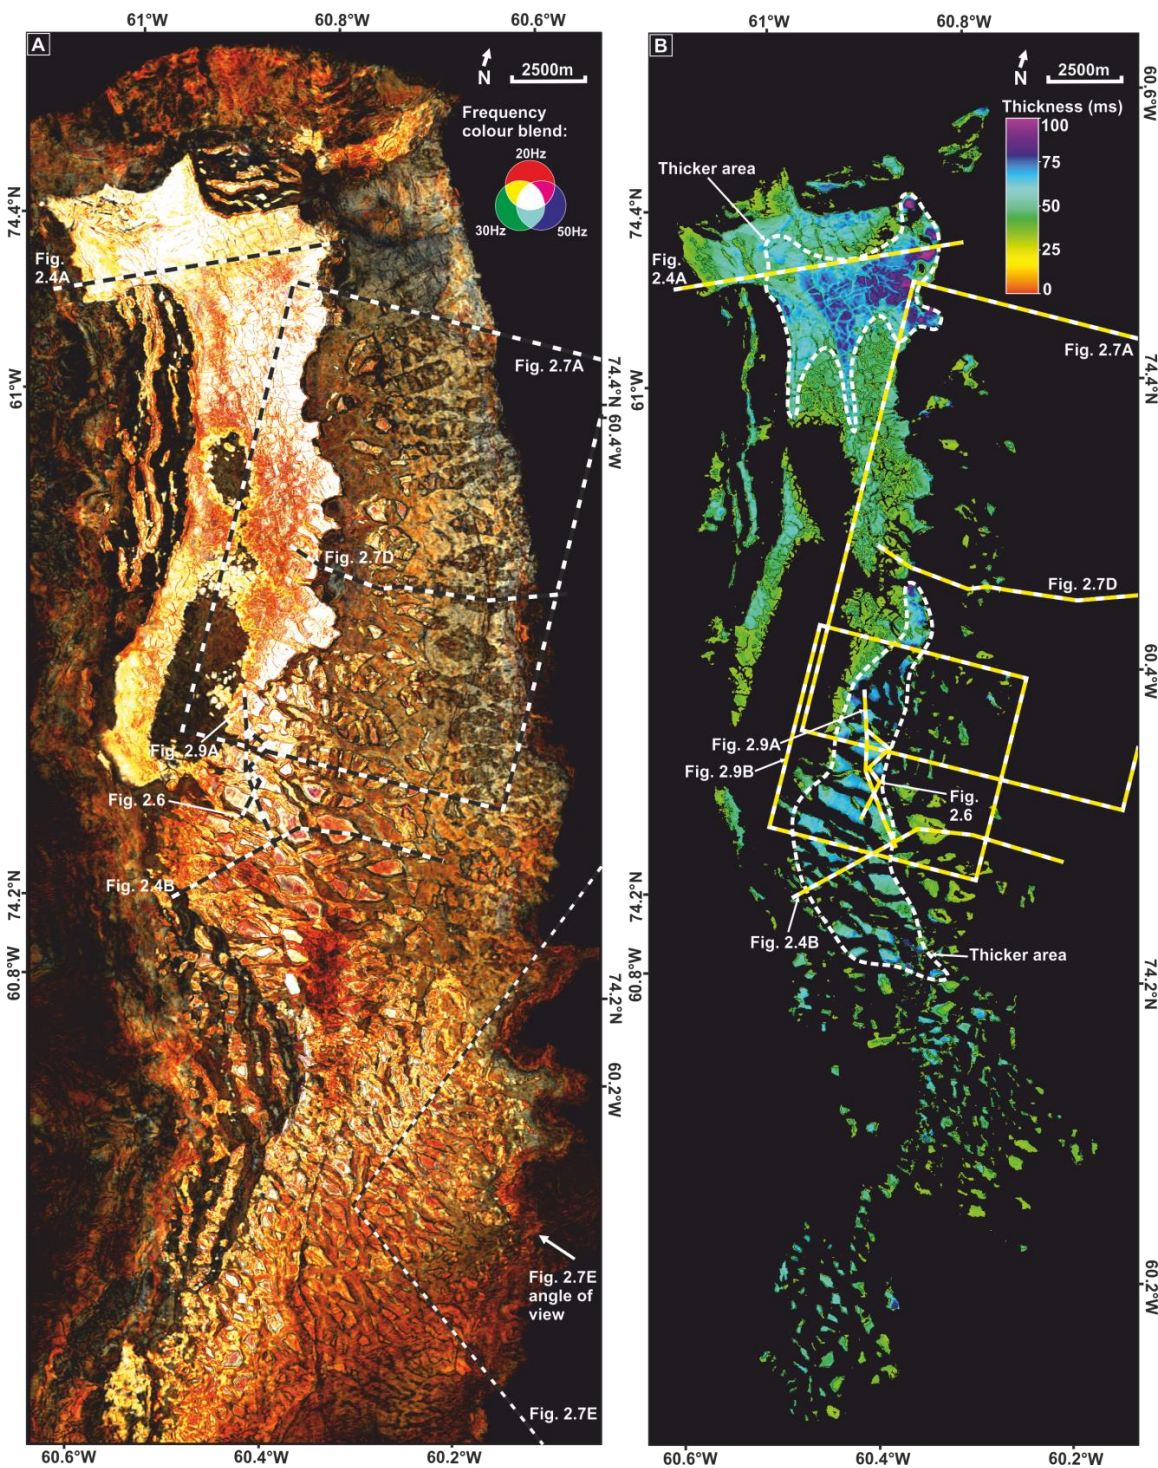 61°W
60.8°W
60.6°W
A
N
2500m
Frequency
colour blend:
20Hz
30Hz
50Hz
74.4°N
Fig.
2.4A
Fig. 2.7A
61°W
74.4°N
60.4°W
Fig. 2.7D
Fig. 2.9A
Fig. 2.6
Fig. 2.4B
74.2°N
60.8°W
74.2°N
60.2°W
Fig. 2.7E
angle of
view
Fig. 2.7E
60.6°W
60.4°W
60.2°W
61°W
60.8°W
B
N
2500m
60.6°W
Thickness (ms)
100
75
50
25
0
Thicker area
74.4°N
Fig.
2.4A
Fig. 2.7A
74.4°N
61°W
Fig. 2.7D
60.4°W
Fig. 2.9A
Fig. 2.9B
Fig.
2.6
74.2°N
Fig. 2.4B
Thicker area
60.8°W
74.2°N
60.2°W
60.6°W
60.4°W
60.2°W